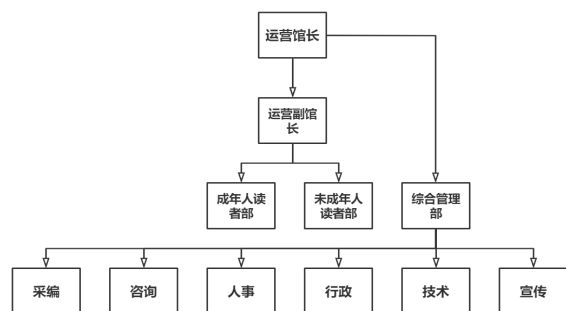 运营馆长
运营副馆
长
成年人读
者部
未成年人
读者部
综合管理
部
采编
咨询
人事
行政
技术
宣传